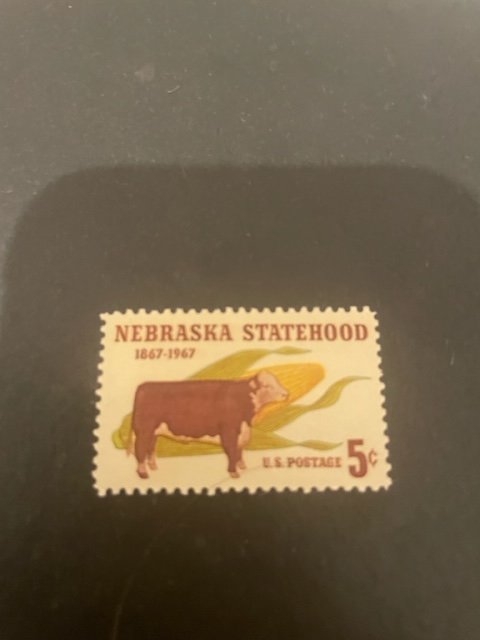 NEBRASKA STATEHOOD
1867-1967
U.S. POSTAGE 5¢